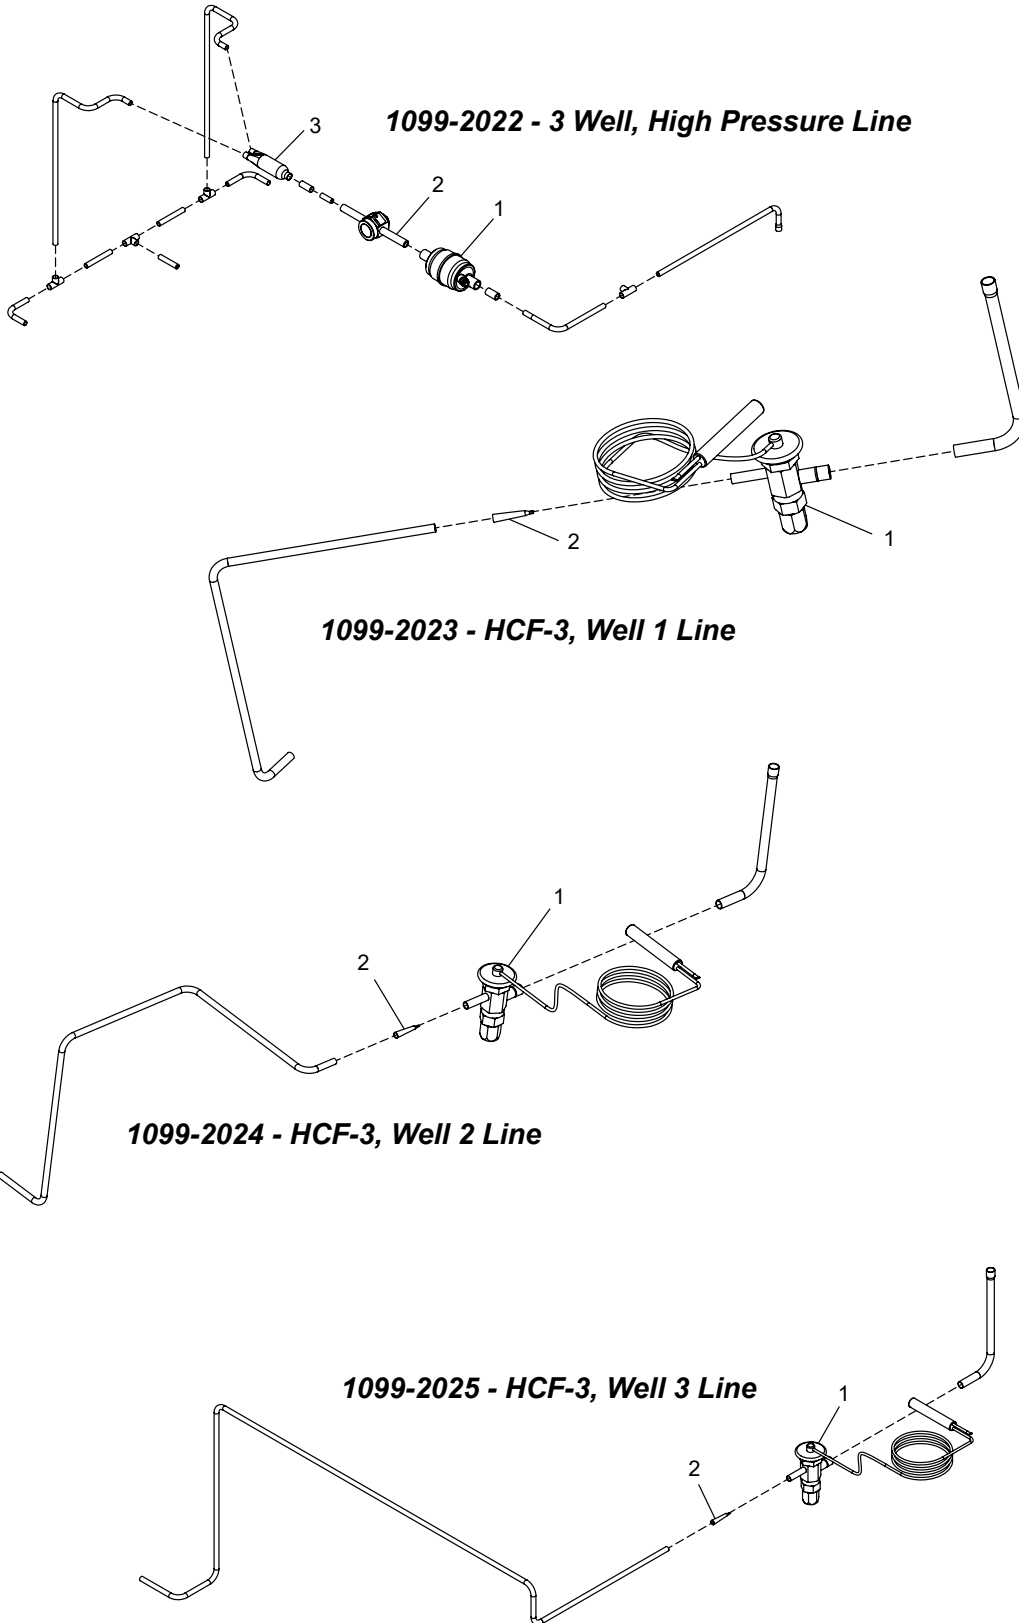 1099-2022 - 3 Well, High Pressure Line
3
2
1
2
1
1099-2023 - HCF-3, Well 1 Line
1
2
1099-2024 - HCF-3, Well 2 Line
1099-2025 - HCF-3, Well 3 Line
1
2